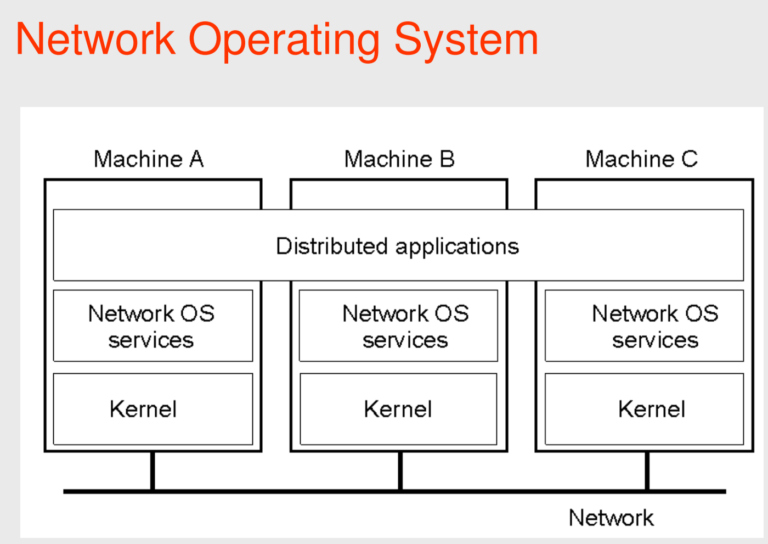 Network Operating System
Machine A
Machine B
Machine C
Distributed applications
Network OS
services
Network OS
services
Network OS
services
Kernel
Kernel
Kernel
Network